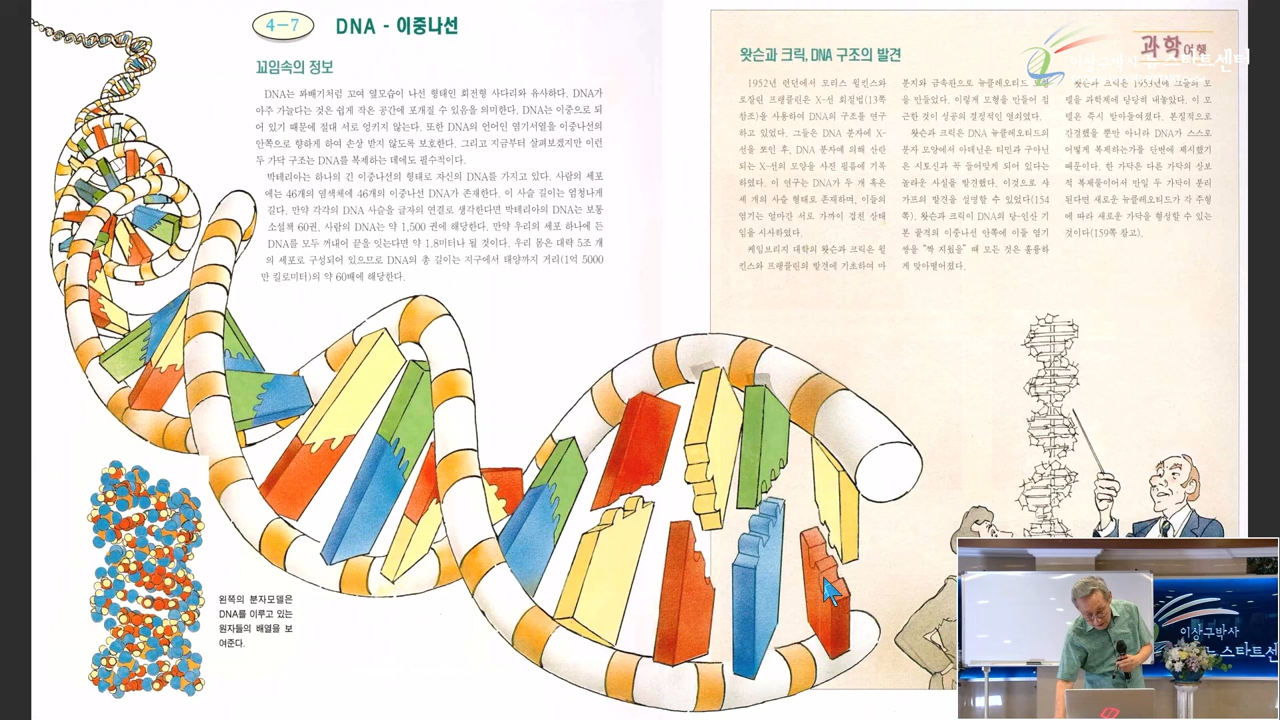 4-7 DNA - 이중나선
꼬임속의 정보
DNA는 꽈배기처럼 꼬여 옆모습이 나선 형태인 회전형 사다리와 유사하다. DNA가
아주 가늘다는 것은 쉽게 작은 공간에 포개질 수 있음을 의미한다. DNA는 이중으로 되
어 있기 때문에 절대 서로 엉키지 않는다. 또한 DNA의 언어인 염기서열을 이중나선의
안쪽으로 향하게 하여 손상 받지 않도록 보호한다. 그리고 지금부터 살펴보겠지만 이런
두 가닥 구조는 DNA를 복제하는 데에도 필수적이다.
박테리아는 하나의 긴 이중나선의 형태로 자신의 DNA를 가지고 있다. 사람의 세포
에는 46개의 염색체에 46개의 이중나선 DNA가 존재한다. 이 사슬 길이는 엄청나게
길다. 만약 각각의 DNA 사슬을 글자의 연결로 생각한다면 박테리아의 DNA는 보통
소설책 60권, 사람의 DNA는 약 1,500 권에 해당한다. 만약 우리의 세포 하나에 든
DNA를 모두 꺼내어 끝을 잇는다면 약 1.8미터나 될 것이다. 우리 몸은 대략 5조 개
의 세포로 구성되어 있으므로 DNA의 총 길이는 지구에서 태양까지 거리(1억 5000
만 킬로미터)의 약 60배에 해당한다.
왼쪽의 분자모델은
DNA를 이루고 있는
원자들의 배열을 보
여준다.
과학여행
왓슨과 크릭, DNA 구조의 발견
1952년 런던에서 모리스 윌킨스와
로잘린 프랭클린은 X-선 회절법(13쪽
참조)을 사용하여 DNA의 구조를 연구
하고 있었다. 그들은 DNA 분자에 X-
선을 쪼인 후, DNA 분자에 의해 산란
되는 X-선의 모양을 사진 필름에 기록
하였다. 이 연구는 DNA가 두 개 혹은
세 개의 사슬 형태로 존재하며, 이들의
염기는 얼마간 서로 가까이 겹친 상태
임을 시사하였다.
케임브리지 대학의 왓슨과 크릭은 윌
킨스와 프랭클린의 발견에 기초하여 마
분지와 금속판으로 뉴클레오티드 모형
을 만들었다. 이렇게 모형을 만들어 접
근한 것이 성공의 결정적인 열쇠였다.
왓슨과 크릭은 DNA 뉴클레오티드의
분자 모양에서 아데닌은 티민과 구아닌
은 시토신과 꼭 들어맞게 되어 있다는
놀라운 사실을 발견했다. 이것으로 샤
가프의 발견을 설명할 수 있었다(154
쪽). 왓슨과 크릭이 DNA의 당-인산 기
본 골격의 이중나선 안쪽에 이들 염기
쌍을 "짝 지웠을" 때 모든 것은 훌륭하
게 맞아떨어졌다.
왓슨과 크릭은 1953년에 그들의 모
델을 과학계에 당당히 내놓았다. 이 모
델은 즉시 받아들여졌다. 본질적으로
간결했을 뿐만 아니라 DNA가 스스로
어떻게 복제하는가를 단번에 제시했기
때문이다. 한 가닥은 다른 가닥의 상보
적 복제물이어서 만일 두 가닥이 분리
된다면 새로운 뉴클레오티드가 각 주형
에 따라 새로운 가닥을 형성할 수 있는
것이다(159쪽 참고).
이상구박사
뉴스타트센터
이상구박사
뉴 스타트센